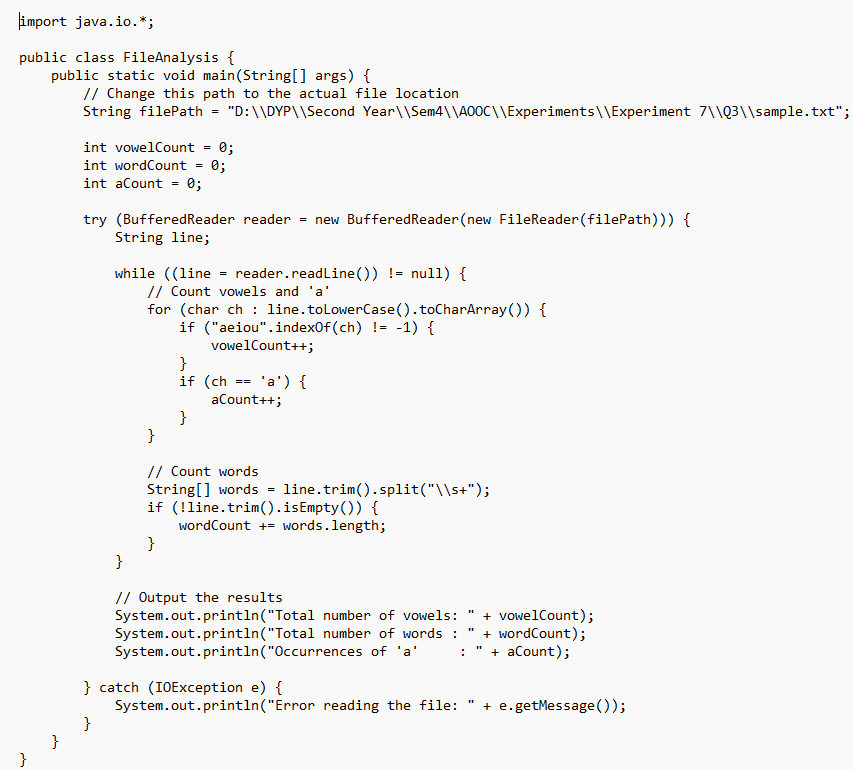 import java.io.*;

public class FileAnalysis {
    public static void main(String[] args) {
        // Change this path to the actual file location
        String filePath = "D:\\DYP\\Second Year\\Sem4\\AOOC\\Experiments\\Experiment 7\\Q3\\sample.txt";

        int vowelCount = 0;
        int wordCount = 0;
        int aCount = 0;

        try (BufferedReader reader = new BufferedReader(new FileReader(filePath))) {
            String line;

            while ((line = reader.readLine()) != null) {
                // Count vowels and 'a'
                for (char ch : line.toLowerCase().toCharArray()) {
                    if ("aeiou".indexOf(ch) != -1) {
                        vowelCount++;
                    }
                    if (ch == 'a') {
                        aCount++;
                    }
                }

                // Count words
                String[] words = line.trim().split("\\s+");
                if (!line.trim().isEmpty()) {
                    wordCount += words.length;
                }
            }

            // Output the results
            System.out.println("Total number of vowels: " + vowelCount);
            System.out.println("Total number of words : " + wordCount);
            System.out.println("Occurrences of 'a'     : " + aCount);

        } catch (IOException e) {
            System.out.println("Error reading the file: " + e.getMessage());
        }
    }
}